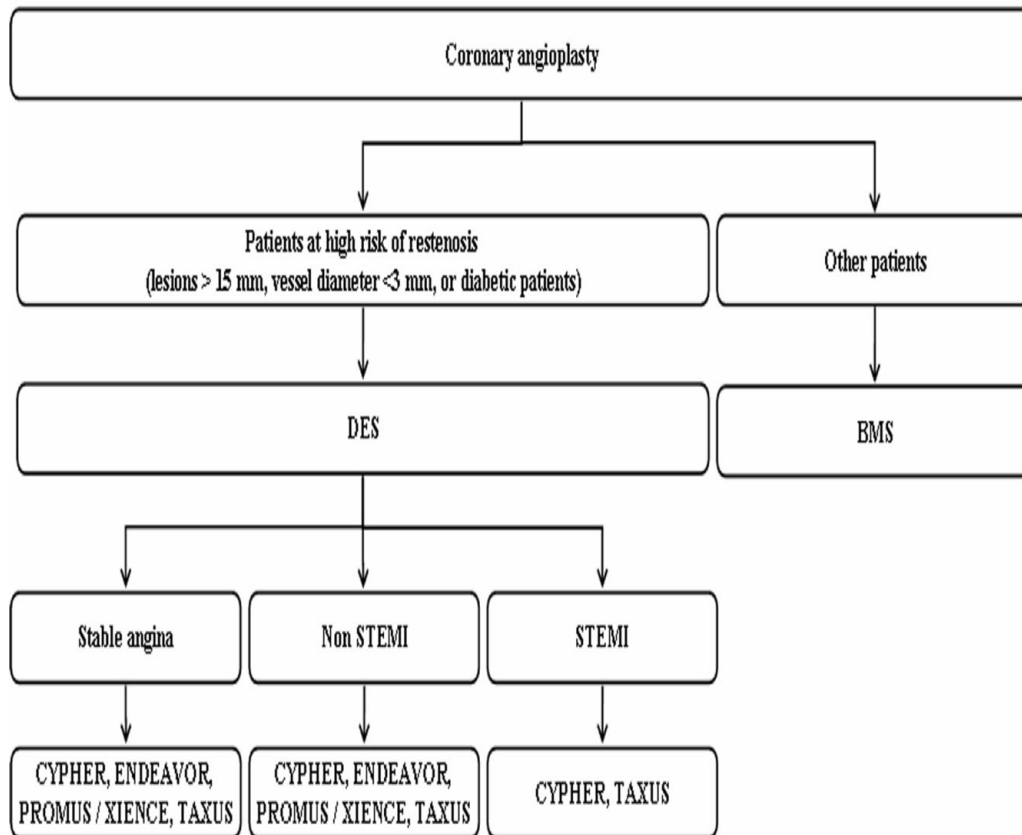 Coronary angioplasty
Patients at high risk of restenosis
(lesions > 15 mm, vessel diameter <3 mm, or diabetic patients)
Other patients
DES
BMS
Stable angina
Non STEMI
STEMI
CYPHER, ENDEAVOR,
PROMUS / XIENCE, TAXUS
CYPHER, ENDEAVOR,
PROMUS / XIENCE, TAXUS
CYPHER, TAXUS